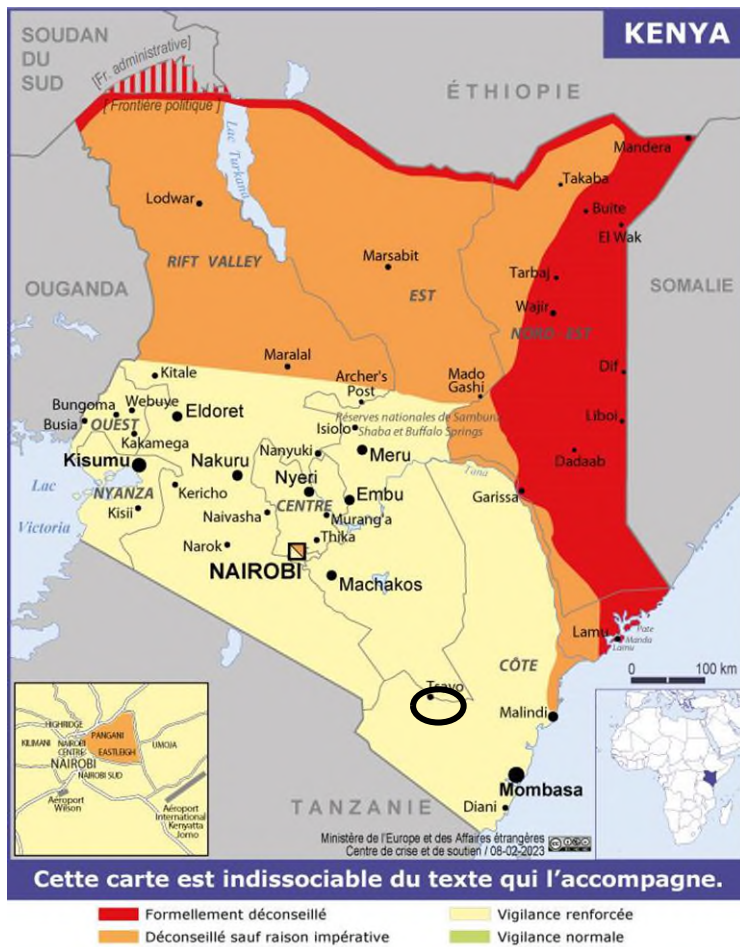 KENYA
SOUDAN
DU
SUD
[Fr. administrative]
[Frontière politique]
ÉTHIOPIE
Lac Turkana
Mandera
Takaba
Buite
El Wak
Lodwar
RIFT VALLEY
Marsabit
EST
Tarbaj
Wajir
NORD-EST
OUGANDA
SOMALIE
Maralal
Kitale
Archer's
Post
Mado
Gashi
Dif
Bungoma
Webuye
Busia
OUEST
Eldoret
Kakamega
Réserves nationales de Samburu
Shaba et Buffalo Springs
Isiolo
Liboi
Kisumu
Nakuru
Nanyuki
Meru
Dadaab
Tana
NYANZA
Kericho
Nyeri
CENTRE
Embu
Garissa
Lac
Victoria
Kisii
Naivasha
Murang'a
Narok
Thika
NAIROBI
Machakos
Lamu
Pate
Manda
Lamu
CÔTE
0 100 km
Tsavo
Malindi
Mombasa
Diani
TANZANIE
HIGHRIDGE
PANGANI
KILIMANI
NAIROBI
CENTRE
EASTLEIGH
UMOJA
NAIROBI
NAIROBI SUD
Aéroport
Wilson
Aéroport
International
Kenyatta
Jomo
Ministère de l'Europe et des Affaires étrangères
Centre de crise et de soutien / 08-02-2023
Cette carte est indissociable du texte qui l'accompagne.
Formellement déconseillé
Vigilance renforcée
Déconseillé sauf raison impérative
Vigilance normale